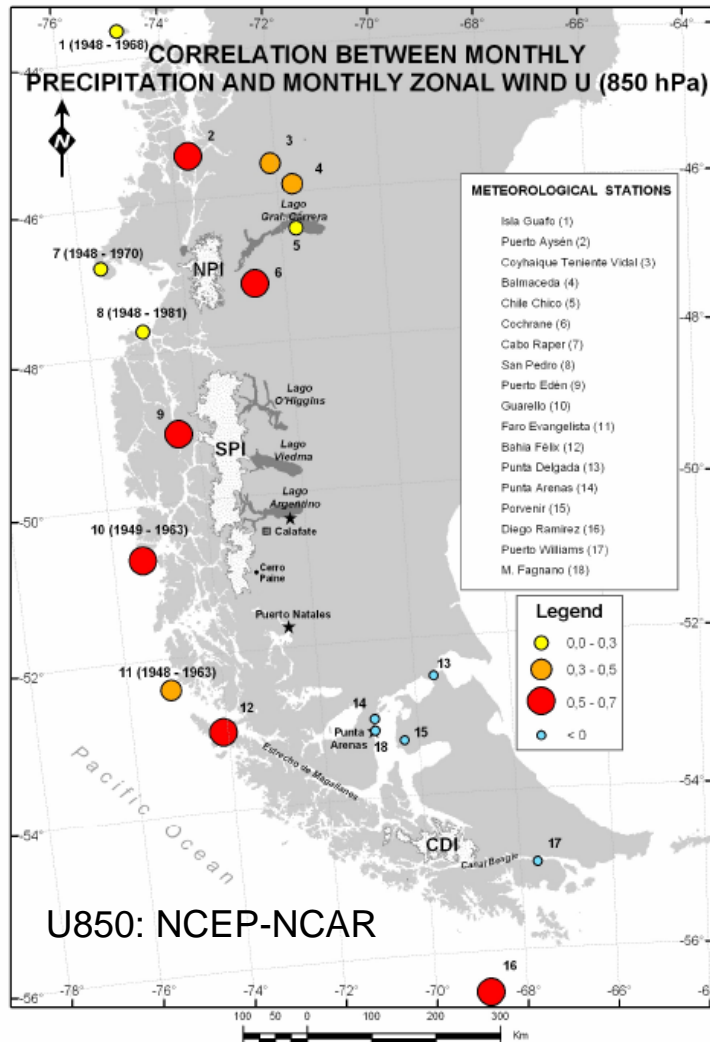 -76°
-74°
-72°
-70°
-68°
-66°
-64°
1 (1948 - 1968)
CORRELATION BETWEEN MONTHLY
PRECIPITATION AND MONTHLY ZONAL WIND U (850 hPa)
-44°
N
2
3
4
Lago
Gral. Carrera
5
-46°
-46°
7 (1948 - 1970)
NPI
6
8 (1948 - 1981)
METEOROLOGICAL STATIONS
Isla Guafo (1)
Puerto Aysén (2)
Coyhaique Teniente Vidal (3)
Balmaceda (4)
Chile Chico (5)
Cochrane (6)
Cabo Raper (7)
San Pedro (8)
Puerto Edén (9)
Guarello (10)
Faro Evangelista (11)
Bahía Félix (12)
Punta Delgada (13)
Punta Arenas (14)
Porvenir (15)
Diego Ramirez (16)
Puerto Williams (17)
M. Fagnano (18)
-48°
-48°
Lago
O'Higgins
9
SPI
Lago
Viedma
-50°
-50°
Lago
Argentino
Calafate
10 (1949 - 1963)
Cerro
Paine
Puerto Natales
Legend
0,0 - 0,3
0,3 - 0,5
0,5 - 0,7
< 0
-52°
-52°
11 (1948 - 1963)
12
13
14
15
Punta
Arenas
18
Estrecho de Magallanes
Pacific Ocean
-54°
-54°
CDI
Canal Beagle
17
U850: NCEP-NCAR
16
-56°
-56°
-78°
-76°
-74°
-72°
-70°
-68°
-66°
100 50 0 100 200 300
Km